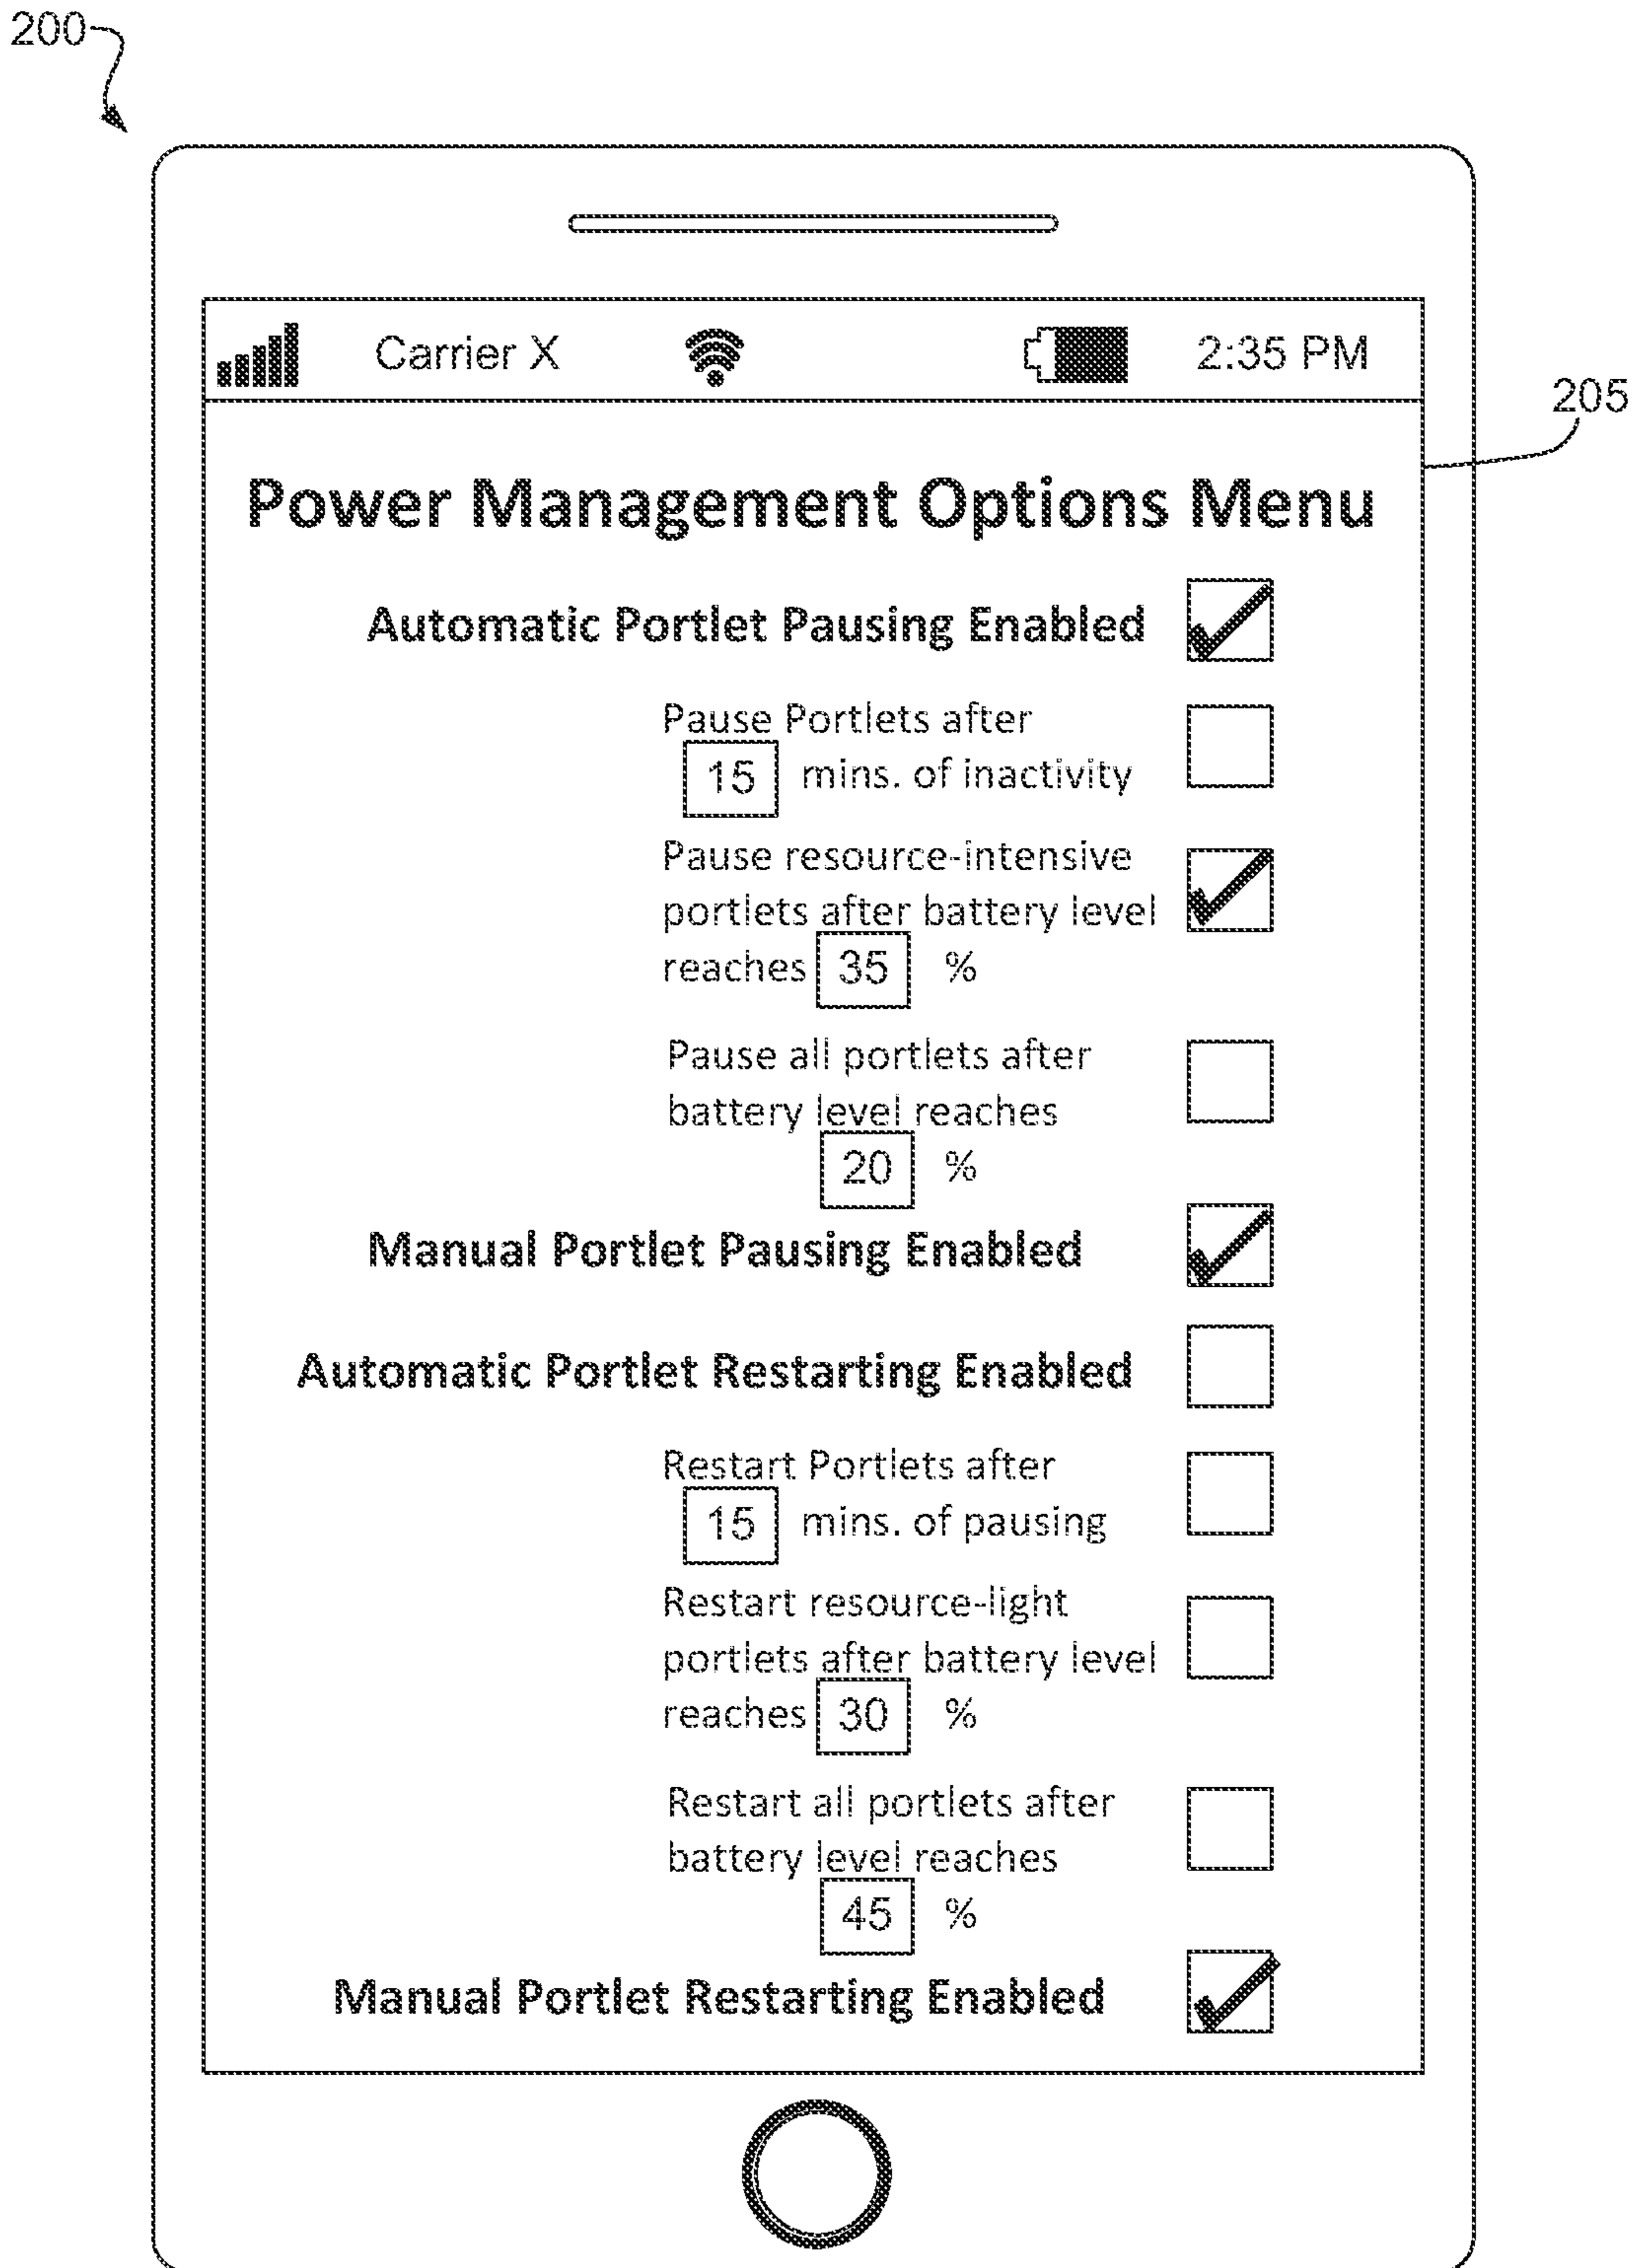 200
Carrier X 2:35 PM
205
Power Management Options Menu
Automatic Portlet Pausing Enabled
Pause Portlets after
15 mins. of inactivity
Pause resource-intensive
portlets after battery level
reaches 35 %
Pause all portlets after
battery level reaches
20 %
Manual Portlet Pausing Enabled
Automatic Portlet Restarting Enabled
Restart Portlets after
15 mins. of pausing
Restart resource-light
portlets after battery level
reaches 30 %
Restart all portlets after
battery level reaches
45 %
Manual Portlet Restarting Enabled